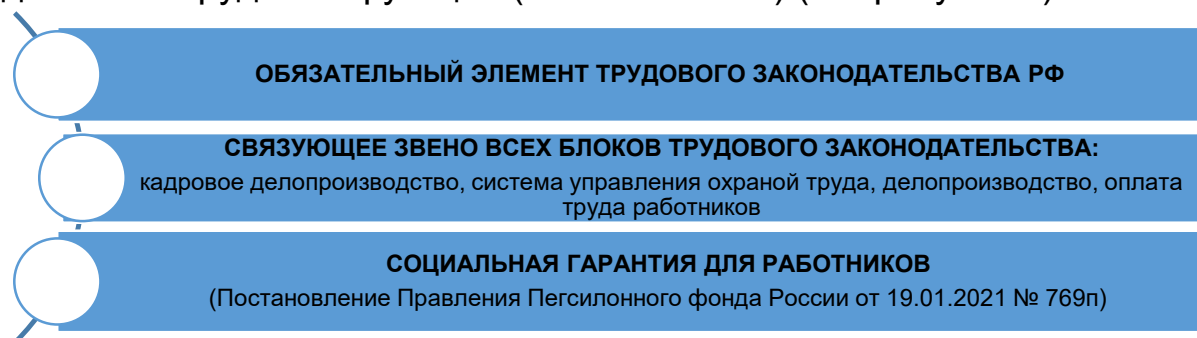 ОБЯЗАТЕЛЬНЫЙ ЭЛЕМЕНТ ТРУДОВОГО ЗАКОНОДАТЕЛЬСТВА РФ
СВЯЗУЮЩЕЕ ЗВЕНО ВСЕХ БЛОКОВ ТРУДОВОГО ЗАКОНОДАТЕЛЬСТВА:
кадровое делопроизводство, система управления охраной труда, делопроизводство, оплата
труда работников
СОЦИАЛЬНАЯ ГАРАНТИЯ ДЛЯ РАБОТНИКОВ
(Постановление Правления Пегсилонного фонда России от 19.01.2021 № 769п)